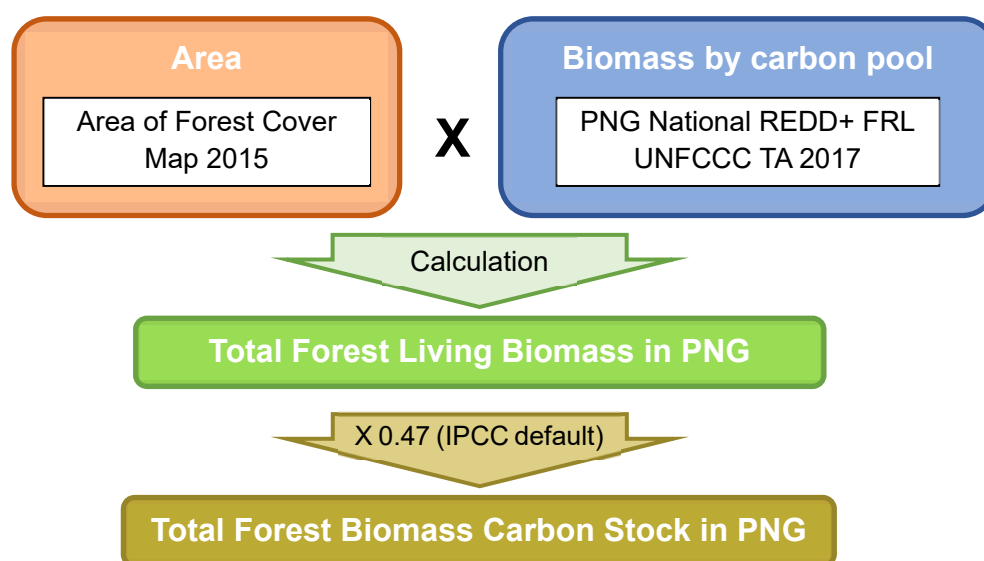 Area
Area of Forest Cover
Map 2015
X
Biomass by carbon pool
PNG National REDD+ FRL
UNFCCC TA 2017
Calculation
Total Forest Living Biomass in PNG
X 0.47 (IPCC default)
Total Forest Biomass Carbon Stock in PNG